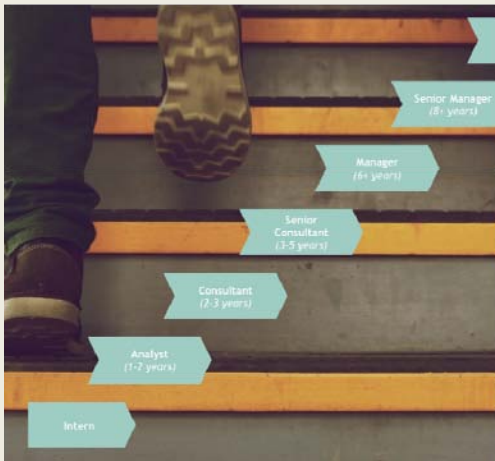 Senior Manager
(8+ years)
Manager
(6+ years)
Senior
Consultant
(3-5 years)
Consultant
(2-3 years)
Analyst
(1-2 years)
Intern